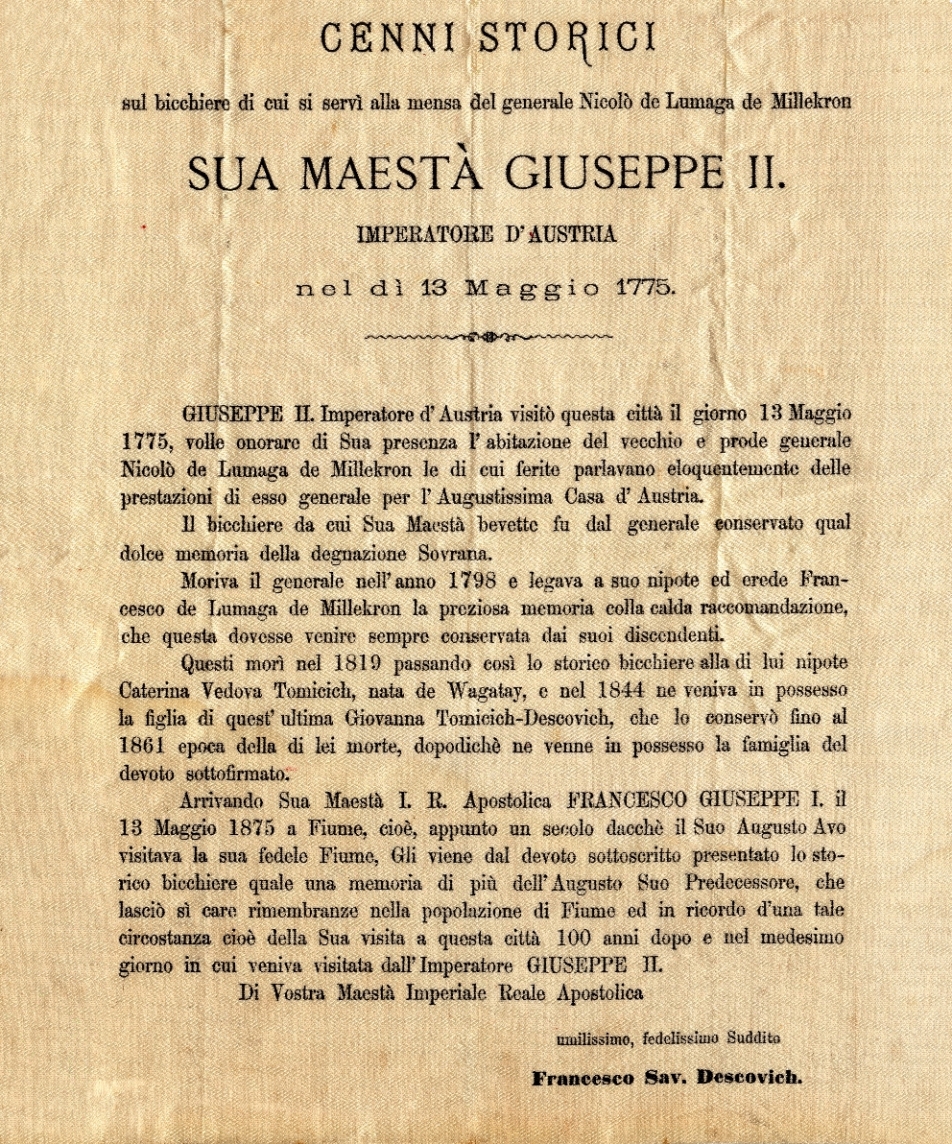 CENNI STORICI
sul bicchiere di cui si servì alla mensa del generale Nicolò de Lumaga de Millekron
SUA MAESTÀ GIUSEPPE II.
IMPERATORE D'AUSTRIA
nel dì 13 Maggio 1775.
GIUSEPPE II. Imperatore d' Austria visitò questa città il giorno 13 Maggio
1775, volle onorare di Sua presenza l' abitazione del vecchio e prode generale
Nicolò de Lumaga de Millekron le di cui ferite parlavano eloquentemente delle
prestazioni di esso generale per l' Augustissima Casa d' Austria.
Il bicchiere da cui Sua Maestà bevette fu dal generale conservato qual
dolce memoria della degnazione Sovrana.
Moriva il generale nell' anno 1798 e legava a suo nipote ed erede Fran-
cesco de Lumaga de Millekron la preziosa memoria colla calda raccomandazione,
che questa dovesse venire sempre conservata dai suoi discendenti.
Questi morì nel 1819 passando così lo storico bicchiere alla di lui nipote
Caterina Vedova Tomicich, nata de Wagatay, e nel 1844 ne veniva in possesso
la figlia di quest' ultima Giovanna Tomicich-Descovich, che lo conservò fino al
1861 epoca della di lei morte, dopodichè ne venne in possesso la famiglia del
devoto sottofirmato.
Arrivando Sua Maestà I. R. Apostolica FRANCESCO GIUSEPPE I. il
13 Maggio 1875 a Fiume, cioè, appunto un secolo dacchè il Suo Augusto Avo
visitava la sua fedele Fiume, Gli viene dal devoto sottoscritto presentato lo sto-
rico bicchiere quale una memoria di più dell' Augusto Suo Predecessore, che
lasciò sì care rimembranze nella popolazione di Fiume ed in ricordo d'una tale
circostanza cioè della Sua visita a questa città 100 anni dopo e nel medesimo
giorno in cui veniva visitata dall' Imperatore GIUSEPPE II.
Di Vostra Maestà Imperiale Reale Apostolica
umilissimo, fedelissimo Suddito
Francesco Sav. Descovich.